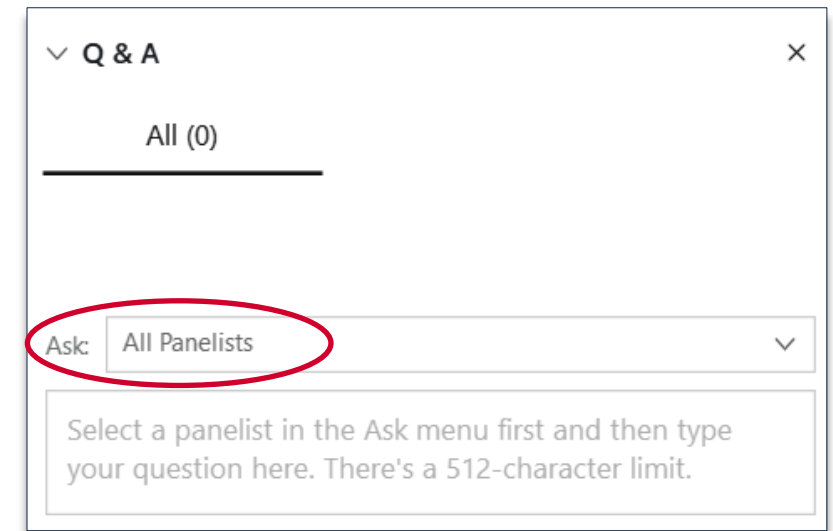 Q & A
All (0)
Ask: All Panelists
Select a panelist in the Ask menu first and then type
your question here. There's a 512-character limit.